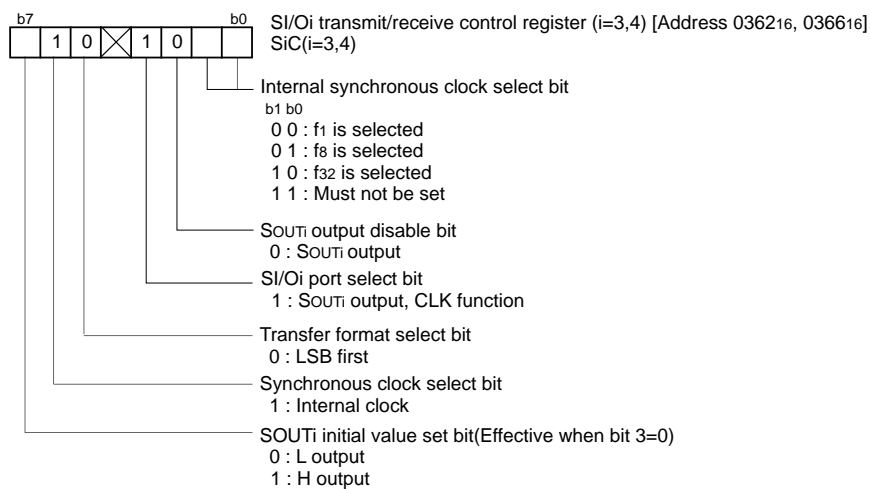 b7 b0 SI/Oi transmit/receive control register (i=3,4) [Address 036216, 036616]
1 0 1 0 SiC(i=3,4)
Internal synchronous clock select bit
b1 b0
0 0 : f1 is selected
0 1 : f8 is selected
1 0 : f32 is selected
1 1 : Must not be set
SOUTi output disable bit
0 : SOUTi output
SI/Oi port select bit
1 : SOUTi output, CLK function
Transfer format select bit
0 : LSB first
Synchronous clock select bit
1 : Internal clock
SOUTi initial value set bit(Effective when bit 3=0)
0 : L output
1 : H output